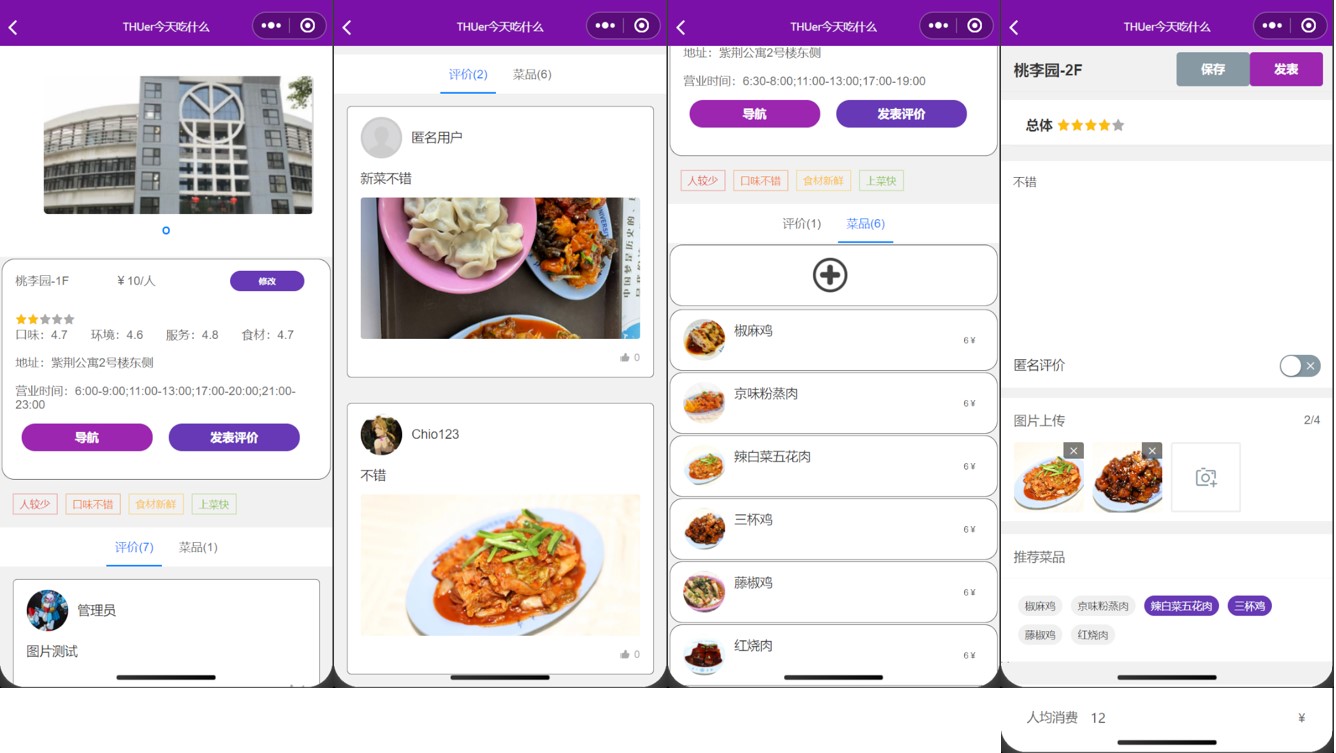 THUer今天吃什么
桃李园-1F
¥ 10/人
修改
口味：4.7 环境：4.6 服务：4.8 食材：4.7
地址：紫荆公寓2号楼东侧
营业时间：6:00-9:00;11:00-13:00;17:00-20:00;21:00-
23:00
导航
发表评价
人较少
口味不错
食材新鲜
上菜快
评价(7)
菜品(1)
管理员
图片测试
THUer今天吃什么
评价(2)
菜品(6)
匿名用户
新菜不错
0
Chio123
不错
0
THUer今天吃什么
地址：紫荆公寓2号楼东侧
营业时间：6:30-8:00;11:00-13:00;17:00-19:00
导航
发表评价
人较少
口味不错
食材新鲜
上菜快
评价(1)
菜品(6)
椒麻鸡
6 ¥
京味粉蒸肉
6 ¥
辣白菜五花肉
6 ¥
三杯鸡
6 ¥
藤椒鸡
6 ¥
红烧肉
6 ¥
THUer今天吃什么
桃李园-2F
保存
发表
总体
不错
匿名评价
图片上传
2/4
推荐菜品
椒麻鸡
京味粉蒸肉
辣白菜五花肉
三杯鸡
藤椒鸡
红烧肉
人均消费 12 ¥